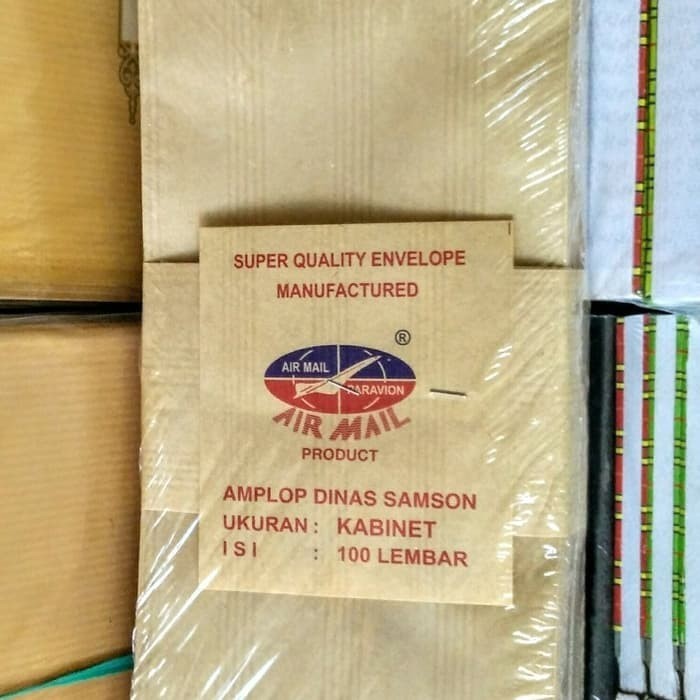 SUPER QUALITY ENVELOPE
MANUFACTURED
®
AIR MAIL
PARAVION
AIR MAIL
PRODUCT
AMPLOP DINAS SAMSON
UKURAN : KABINET
ISI : 100 LEMBAR